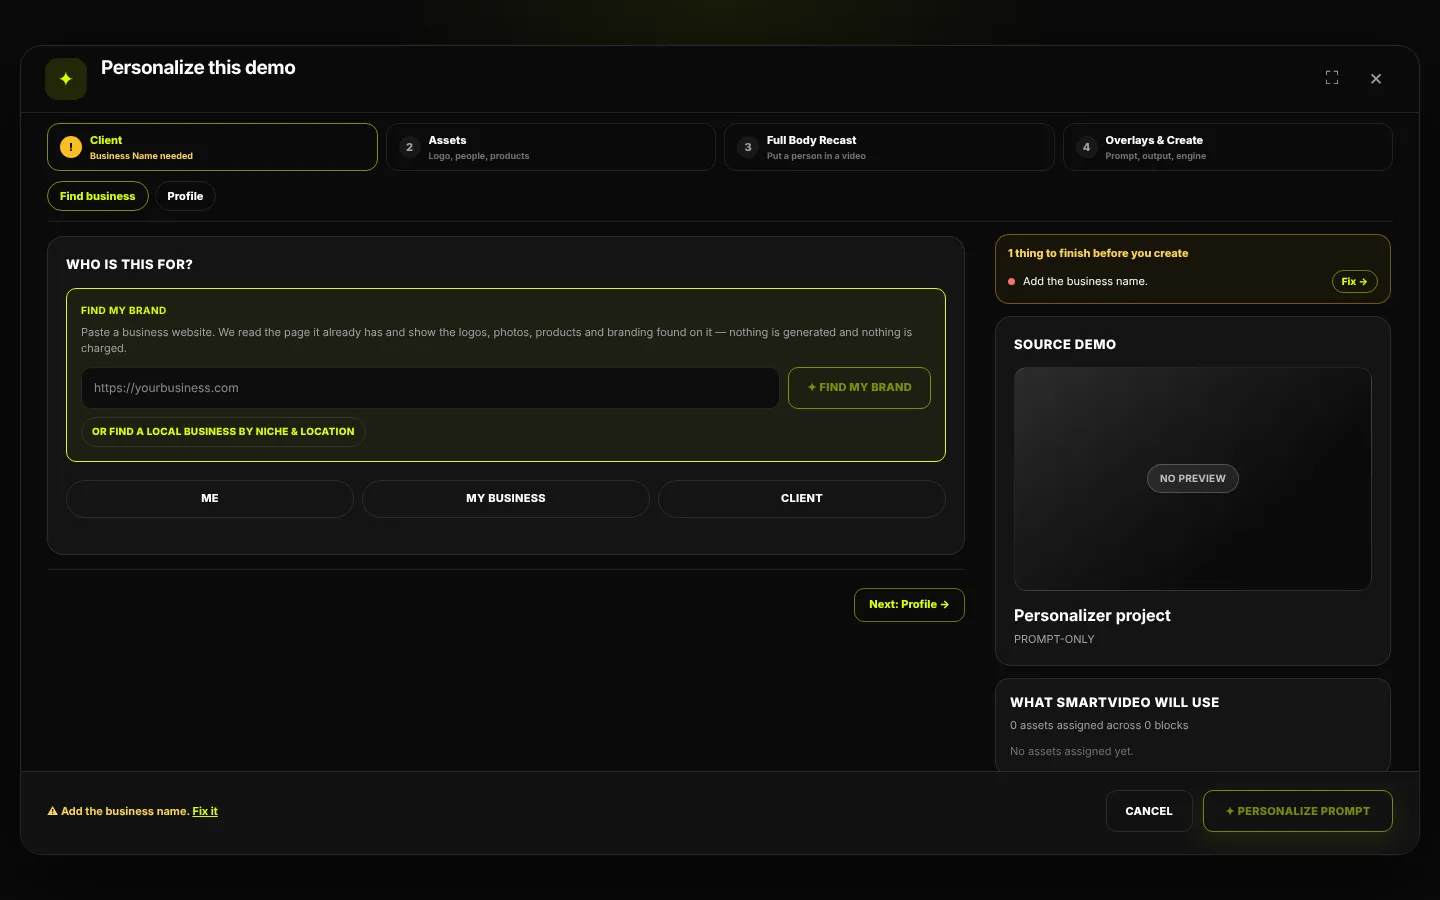 Personalize this demo
!
Client
Business Name needed
2
Assets
Logo, people, products
3
Full Body Recast
Put a person in a video
4
Overlays & Create
Prompt, output, engine
Find business
Profile
WHO IS THIS FOR?
FIND MY BRAND
Paste a business website. We read the page it already has and show the logos, photos, products and branding found on it — nothing is generated and nothing is
charged.
https://yourbusiness.com
✦ FIND MY BRAND
OR FIND A LOCAL BUSINESS BY NICHE & LOCATION
ME
MY BUSINESS
CLIENT
Next: Profile →
1 thing to finish before you create
Add the business name.
Fix →
SOURCE DEMO
NO PREVIEW
Personalizer project
PROMPT-ONLY
WHAT SMARTVIDEO WILL USE
0 assets assigned across 0 blocks
No assets assigned yet.
⚠ Add the business name. Fix it
CANCEL
✦ PERSONALIZE PROMPT